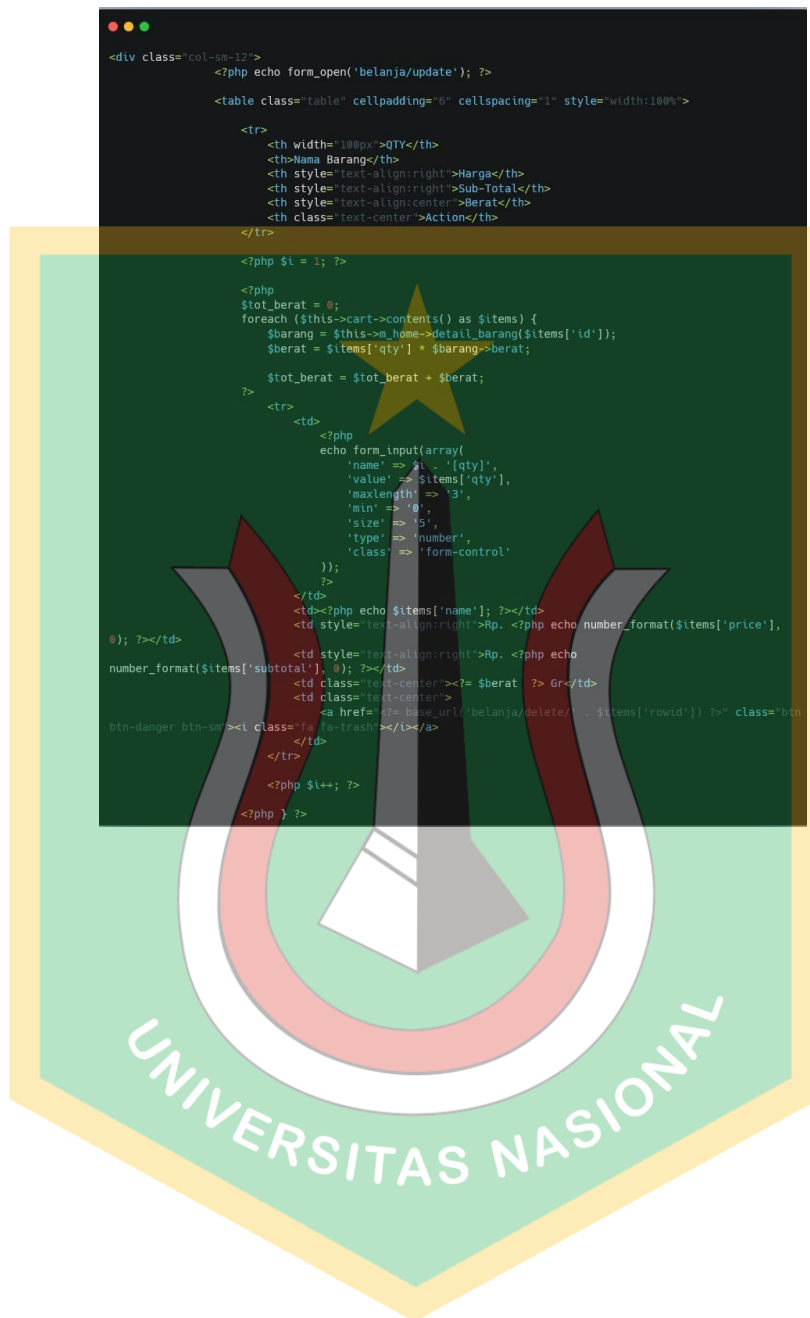 <div class="col-sm-12">
<?php echo form_open('belanja/update'); ?>
<table class="table" cellpadding="6" cellspacing="1" style="width:100%">
<tr>
<th width="100px">QTY</th>
<th>Nama Barang</th>
<th style="text-align:right">Harga</th>
<th style="text-align:right">Sub-Total</th>
<th style="text-align:center">Berat</th>
<th class="text-center">Action</th>
</tr>
<?php $i = 1; ?>
<?php
$tot_berat = 0;
foreach ($this->cart->contents() as $items) {
$barang = $this->m_home->detail_barang($items['id']);
$berat = $items['qty'] * $barang->berat;
$tot_berat = $tot_berat + $berat;
?>
<tr>
<td>
<?php
echo form_input(array(
'name' => $i . '[qty]',
'value' => $items['qty'],
'maxlength' => '3',
'min' => '0',
'size' => '5',
'type' => 'number',
'class' => 'form-control'
));
?>
</td>
<td><?php echo $items['name']; ?></td>
<td style="text-align:right">Rp. <?php echo number_format($items['price'],
0); ?></td>
<td style="text-align:right">Rp. <?php echo
number_format($items['subtotal'], 0); ?></td>
<td class="text-center"><?= $berat ?> Gr</td>
<td class="text-center">
<a href="<?= base_url('belanja/delete/' . $items['rowid']) ?>" class="btn
btn-danger btn-sm"><i class="fa fa-trash"></i></a>
</td>
</tr>
<?php $i++; ?>
<?php } ?>
UNIVERSITAS NASIONAL